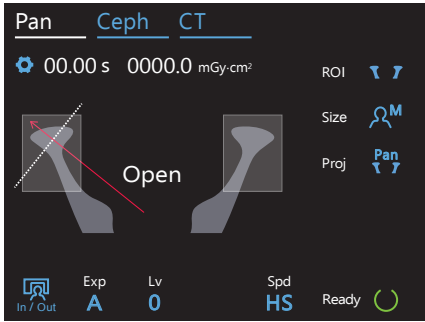 Pan Ceph CT
00.00 s 0000.0 mGy·cm²
ROI
Size M
Open
Proj Pan
In / Out
Exp
A
Lv
0
Spd
HS
Ready